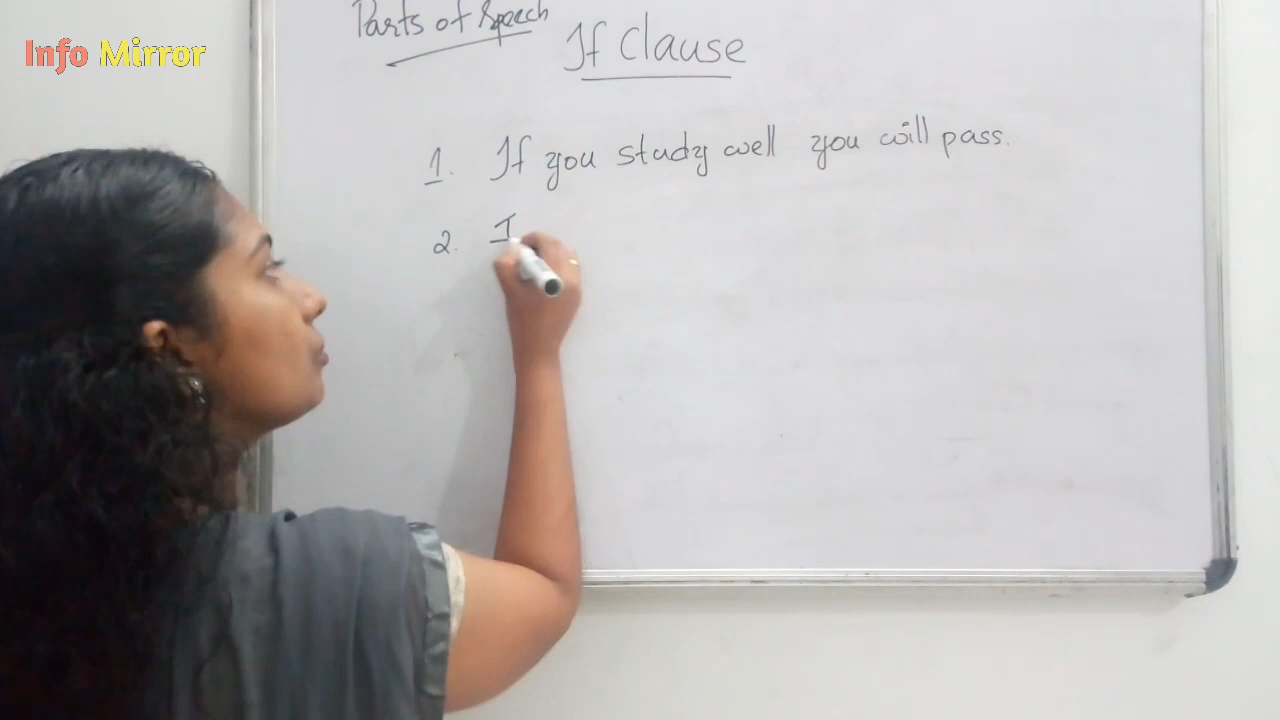 Info Mirror
Parts of Speech
If Clause
1. If you study well you will pass.
2. I